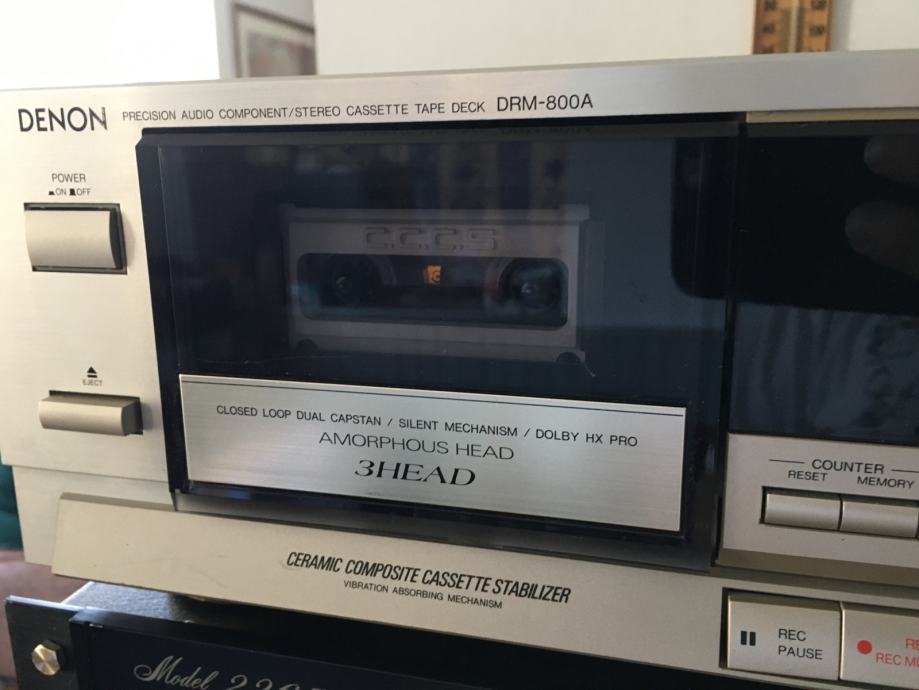 DENON PRECISION AUDIO COMPONENT/STEREO CASSETTE TAPE DECK DRM-800A
POWER
ON OFF
C.C.C.S
EJECT
CLOSED LOOP DUAL CAPSTAN / SILENT MECHANISM / DOLBY HX PRO
AMORPHOUS HEAD
3HEAD
COUNTER
RESET MEMORY
CERAMIC COMPOSITE CASSETTE STABILIZER
VIBRATION ABSORBING MECHANISM
REC
PAUSE
REC
Model